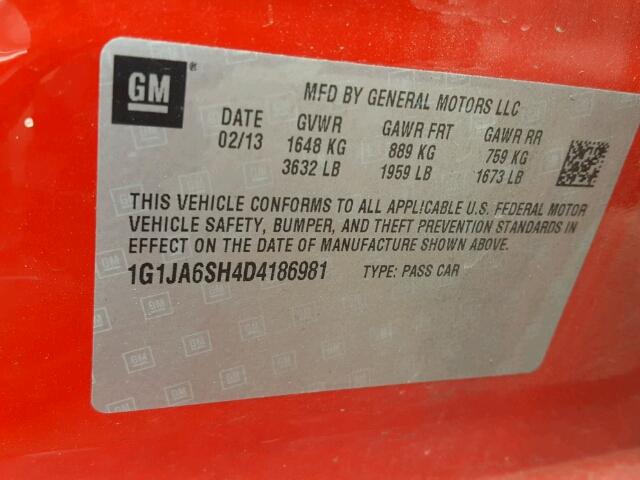 GM ®
MFD BY GENERAL MOTORS LLC
DATE GVWR GAWR FRT GAWR RR
02/13 1648 KG 889 KG 759 KG
3632 LB 1959 LB 1673 LB
THIS VEHICLE CONFORMS TO ALL APPLICABLE U.S. FEDERAL MOTOR
VEHICLE SAFETY, BUMPER, AND THEFT PREVENTION STANDARDS IN
EFFECT ON THE DATE OF MANUFACTURE SHOWN ABOVE.
1G1JA6SH4D4186981 TYPE: PASS CAR